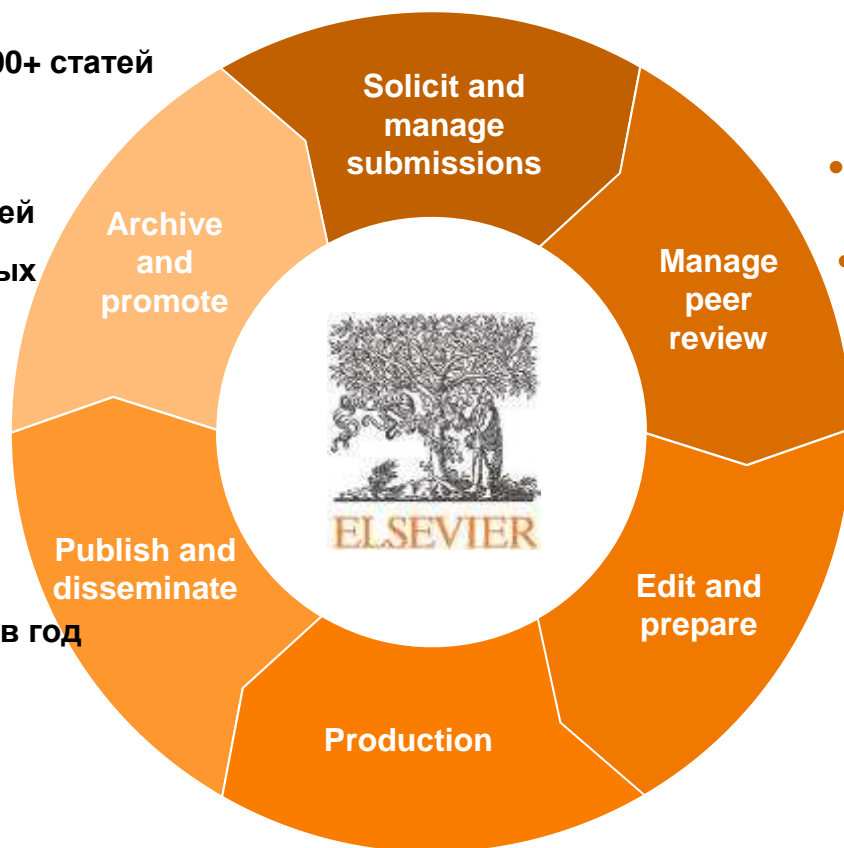 00+ статей
Solicit and
manage
submissions
ей
ых
Archive
and
promote
Manage
peer
review
ELSEVIER
Publish and
disseminate
в год
Edit and
prepare
Production